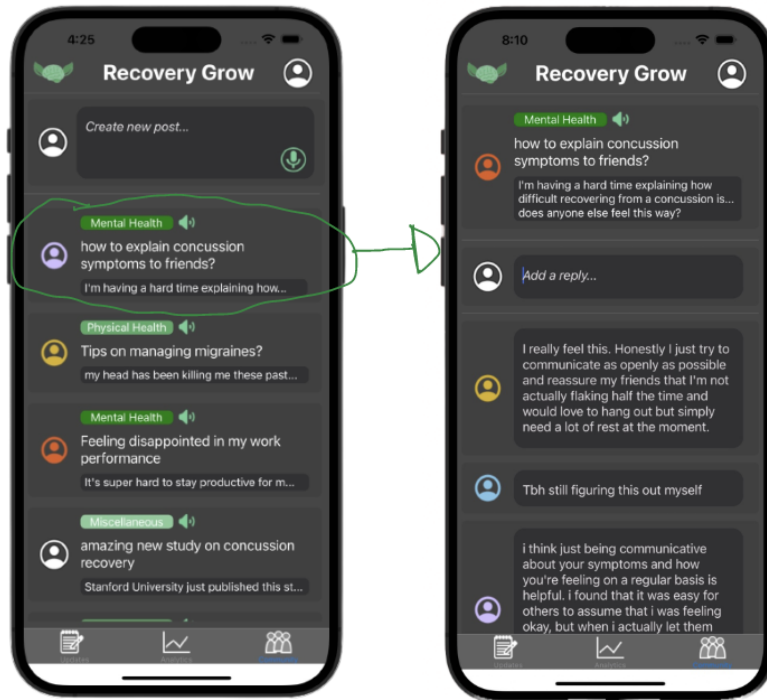 4:25
Recovery Grow
Create new post...
Mental Health
how to explain concussion
symptoms to friends?
I'm having a hard time explaining how...
Physical Health
Tips on managing migraines?
my head has been killing me these past...
Mental Health
Feeling disappointed in my work
performance
It's super hard to stay productive for m...
Miscellaneous
amazing new study on concussion
recovery
Stanford University just published this st...
Updates
Analytics
8:10
Recovery Grow
Mental Health
how to explain concussion
symptoms to friends?
I'm having a hard time explaining how
difficult recovering from a concussion is...
does anyone else feel this way?
Add a reply...
I really feel this. Honestly I just try to
communicate as openly as possible
and reassure my friends that I'm not
actually flaking half the time and
would love to hang out but simply
need a lot of rest at the moment.
Tbh still figuring this out myself
i think just being communicative
about your symptoms and how
you're feeling on a regular basis is
helpful. i found that it was easy for
others to assume that i was feeling
okay, but when i actually let them
Updates
Analytics